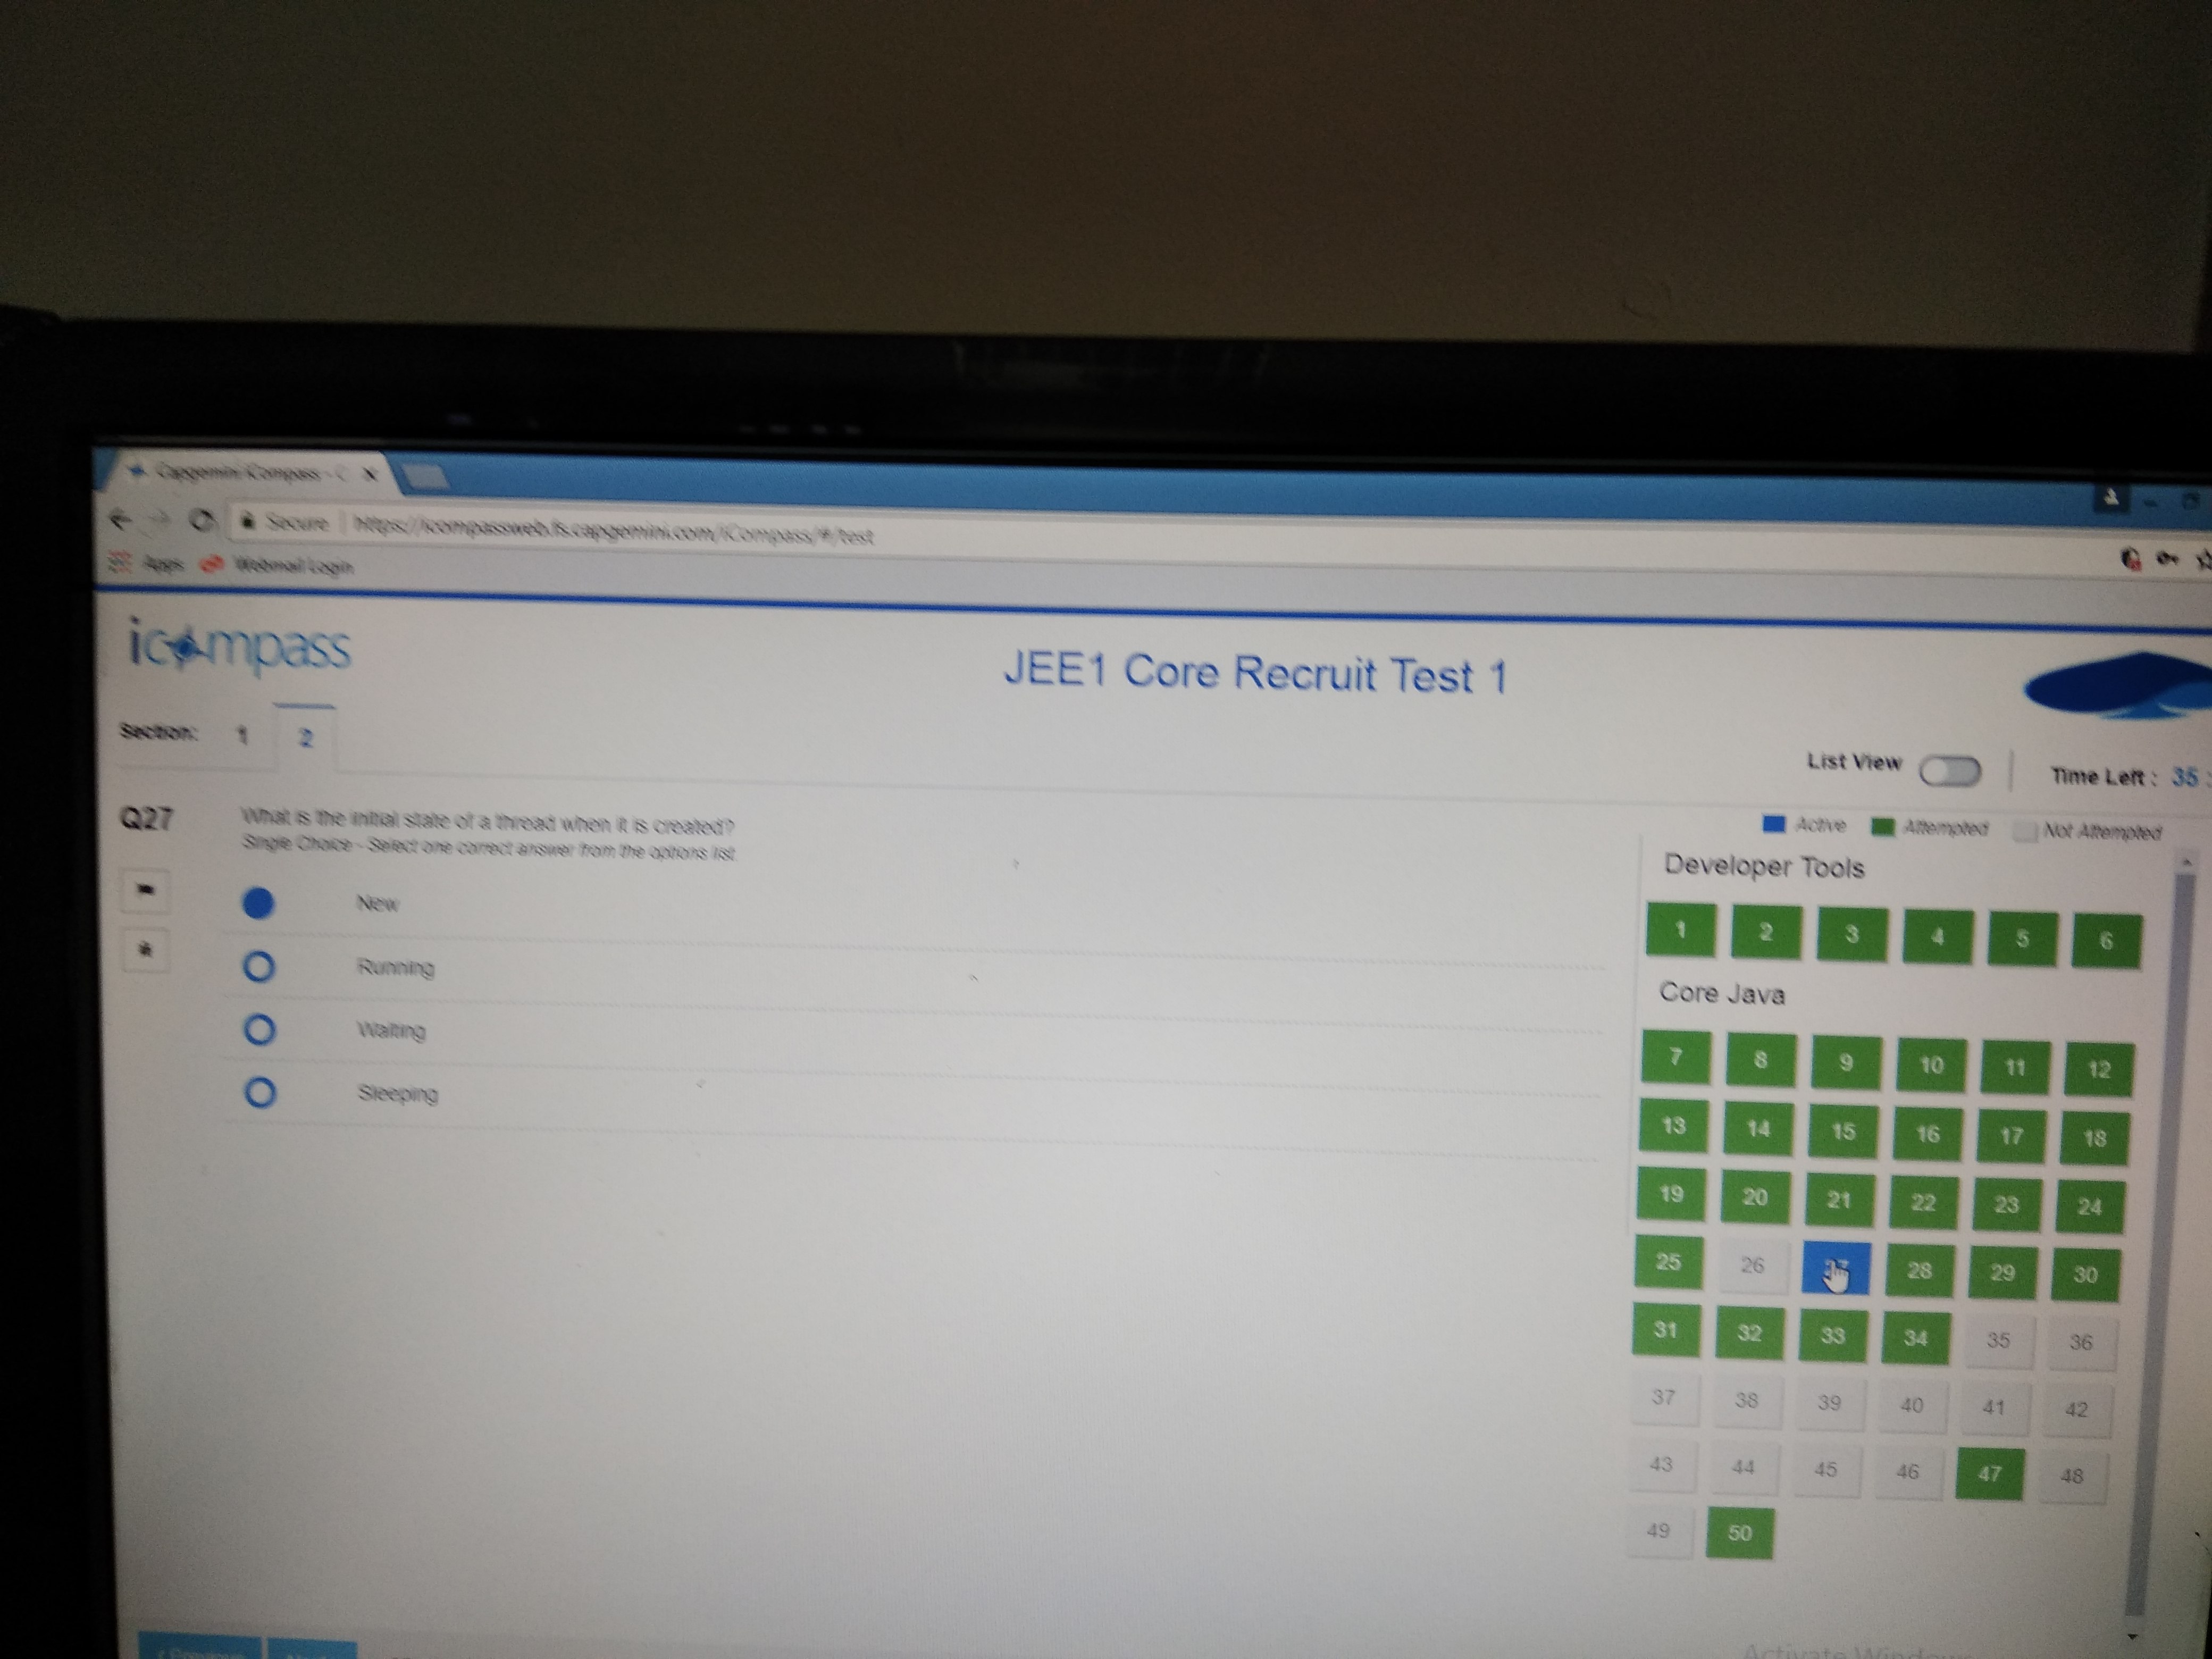 Capgemini iCompass - C
Secure https://icompassweb.fs.capgemini.com/iCompass/#/test
Apps Webmail Login
icompass
JEE1 Core Recruit Test 1
Section: 1 2
List View Time Left : 35 :
Q27 What is the initial state of a thread when it is created?
Single Choice - Select one correct answer from the options list.
New
Running
Waiting
Sleeping
Active Attempted Not Attempted
Developer Tools
1 2 3 4 5 6
Core Java
7 8 9 10 11 12
13 14 15 16 17 18
19 20 21 22 23 24
25 26 27 28 29 30
31 32 33 34 35 36
37 38 39 40 41 42
43 44 45 46 47 48
49 50
Previous
Activate Windows